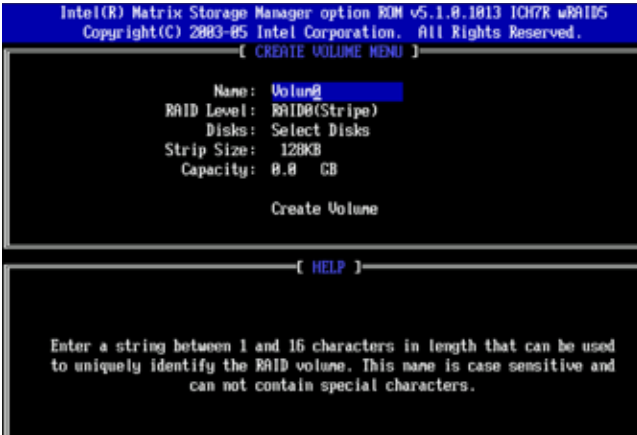 Intel(R) Matrix Storage Manager option ROM v5.1.0.1013 ICH7R wRAID5
Copyright(C) 2003-05 Intel Corporation. All Rights Reserved.
[ CREATE VOLUME MENU ]
Name: Volum0
RAID Level: RAID0(Stripe)
Disks: Select Disks
Strip Size: 128KB
Capacity: 0.0 GB
Create Volume
[ HELP ]
Enter a string between 1 and 16 characters in length that can be used
to uniquely identify the RAID volume. This name is case sensitive and
can not contain special characters.